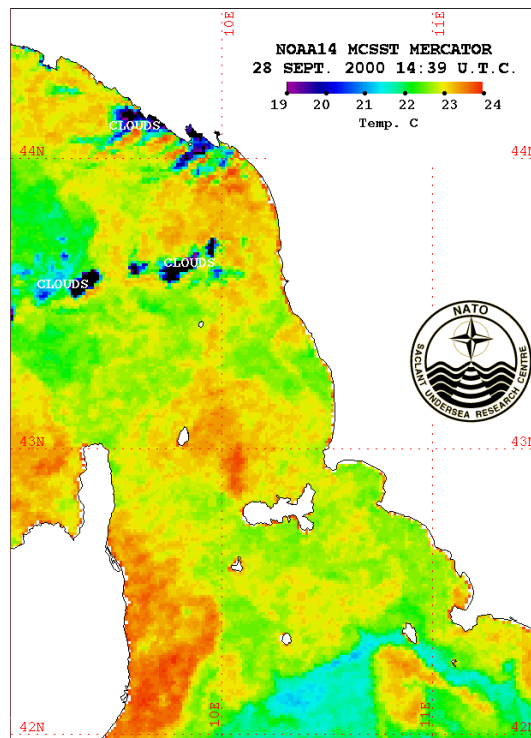 10E
11E
NOAA14 MCSST MERCATOR
28 SEPT. 2000 14:39 U.T.C.
19 20 21 22 23 24
Temp. C
CLOUDS
44N
44N
CLOUDS
CLOUDS
NATO
SACLANT UNDERSEA RESEARCH CENTRE
43N
43N
10E
11E
42N
42N